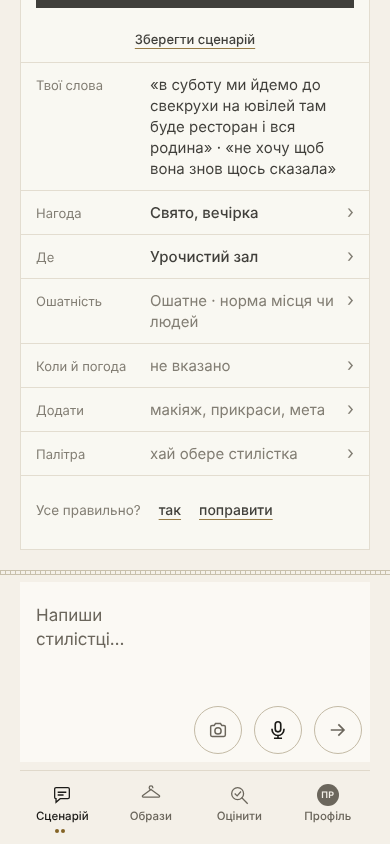 Зберегти сценарій
Твої слова
«в суботу ми йдемо до
свекрухи на ювілей там
буде ресторан і вся
родина» · «не хочу щоб
вона знов щось сказала»
Нагода
Свято, вечірка
Де
Урочистий зал
Ошатність
Ошатне · норма місця чи
людей
Коли й погода
не вказано
Додати
макіяж, прикраси, мета
Палітра
хай обере стилістка
Усе правильно? так поправити
Напиши
стилістці...
ПР
Сценарій Образи Оцінити Профіль